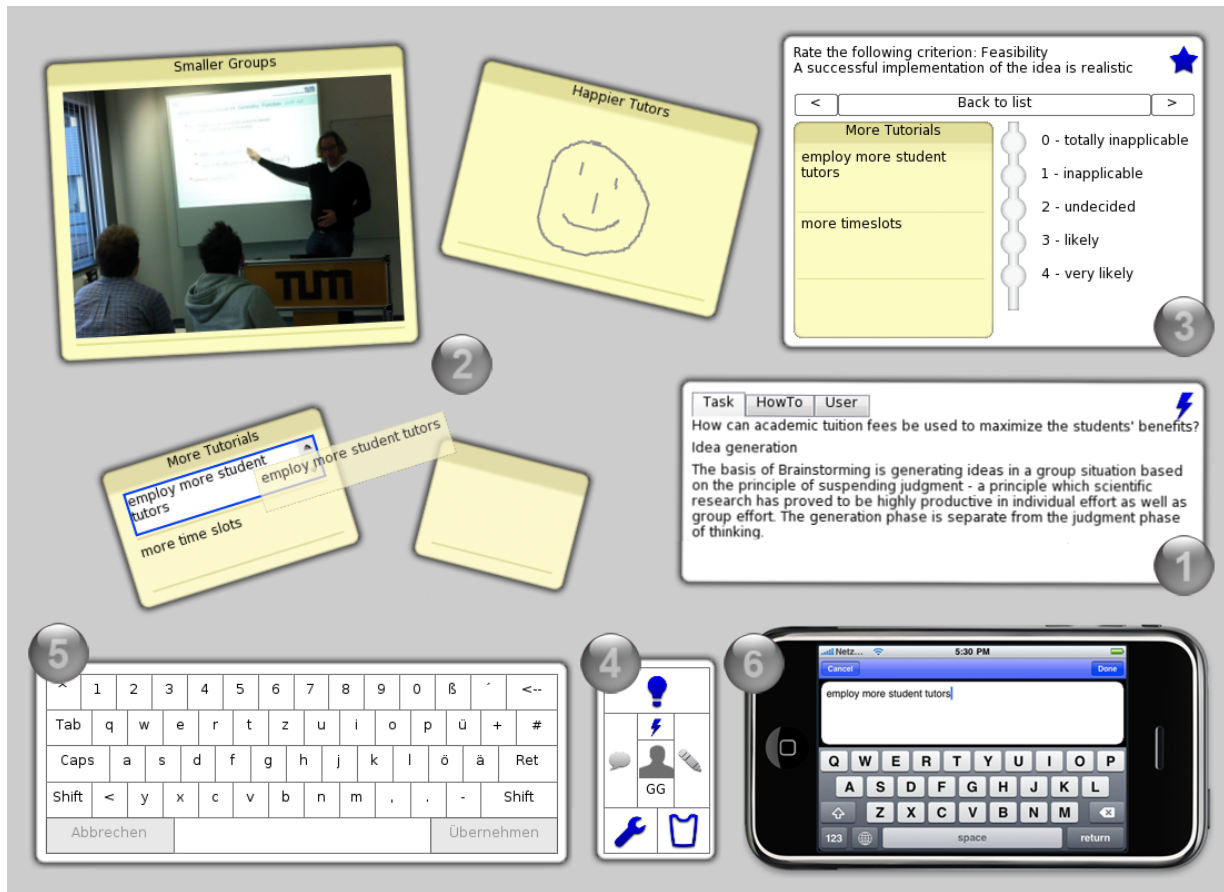 Smaller Groups
TUM
Happier Tutors
2
Rate the following criterion: Feasibility
A successful implementation of the idea is realistic
< Back to list >
More Tutorials
employ more student
tutors
more timeslots
0 - totally inapplicable
1 - inapplicable
2 - undecided
3 - likely
4 - very likely
3
More Tutorials
employ more student
tutors
more time slots
employ more student tutors
Task HowTo User
How can academic tuition fees be used to maximize the students' benefits?
Idea generation
The basis of Brainstorming is generating ideas in a group situation based
on the principle of suspending judgment - a principle which scientific
research has proved to be highly productive in individual effort as well as
group effort. The generation phase is separate from the judgment phase
of thinking.
1
5
^ 1 2 3 4 5 6 7 8 9 0 ß ´ <--
Tab q w e r t z u i o p ü + #
Caps a s d f g h j k l ö ä Ret
Shift < y x c v b n m , . - Shift
Abbrechen Übernehmen
4
GG
6
Netz... 5:30 PM
Cancel Done
employ more student tutors
Q W E R T Y U I O P
A S D F G H J K L
Z X C V B N M
123 space return